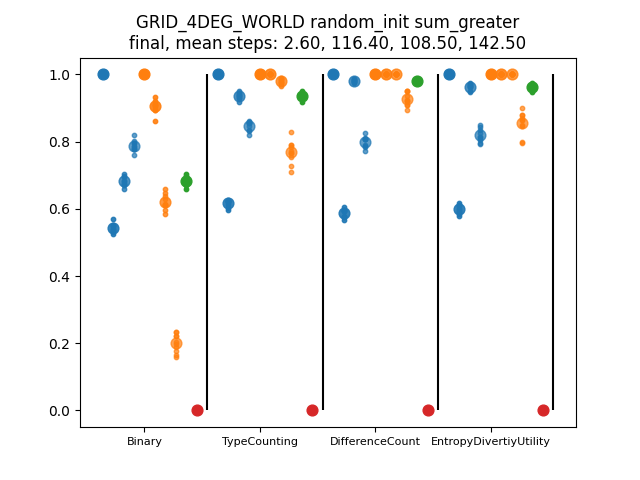 GRID_4DEG_WORLD random_init sum_greater
final, mean steps: 2.60, 116.40, 108.50, 142.50
1.0
0.8
0.6
0.4
0.2
0.0
Binary TypeCounting DifferenceCount EntropyDivertiyUtility